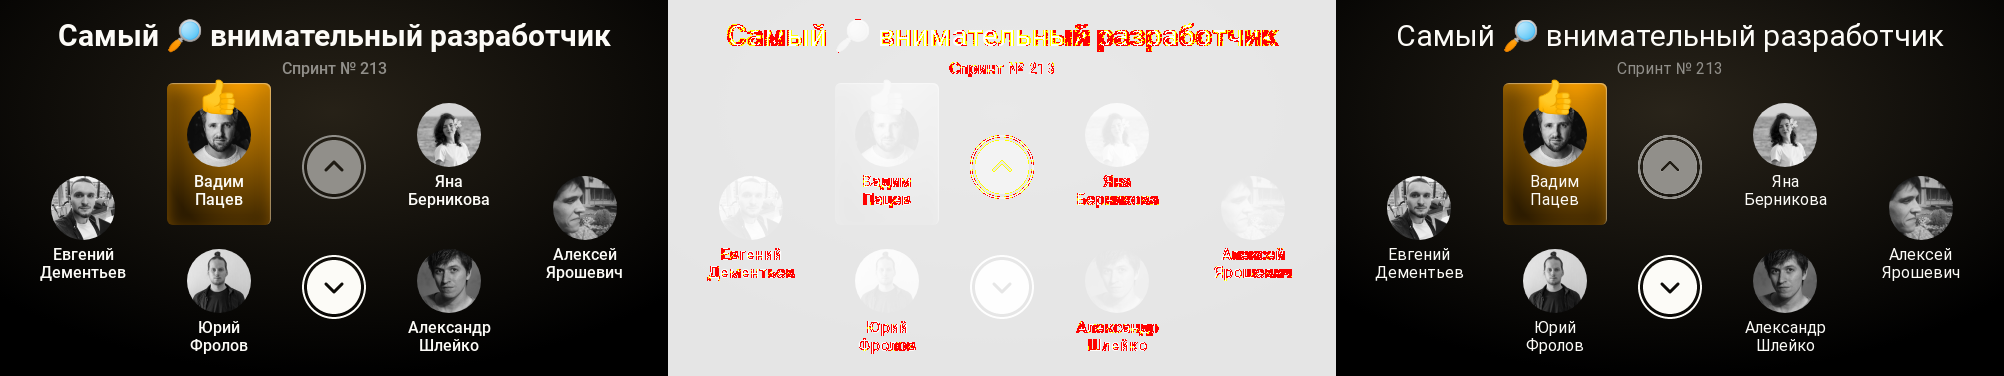 Самый 🔎 внимательный разработчик
Спринт № 213
Вадим
Пацев
Яна
Берникова
Евгений
Дементьев
Алексей
Ярошевич
Юрий
Фролов
Александр
Шлейко
Самый 🔎 внимательный разработчик
Спринт № 213
Вадим
Пацев
Яна
Берникова
Евгений
Дементьев
Алексей
Ярошевич
Юрий
Фролов
Александр
Шлейко
Самый 🔎 внимательный разработчик
Спринт № 213
Вадим
Пацев
Яна
Берникова
Евгений
Дементьев
Алексей
Ярошевич
Юрий
Фролов
Александр
Шлейко